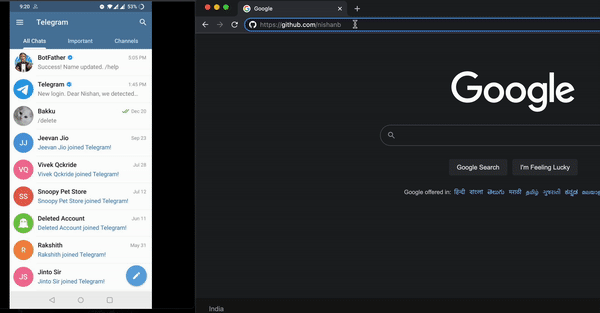 9:20
53%
Telegram
All Chats
Important
Channels
BotFather
5:05 PM
Success! Name updated. /help
Telegram
1:45 PM
New login. Dear Nishan, we detected...
Bakku
Dec 20
/delete
JJ
Jeevan Jio
Sep 23
Jeevan Jio joined Telegram!
VQ
Vivek Qckride
Jul 28
Vivek Qckride joined Telegram!
SS
Snoopy Pet Store
Jul 12
Snoopy Pet Store joined Telegram!
Deleted Account
Jun 11
Deleted Account joined Telegram!
R
Rakshith
May 31
Rakshith joined Telegram!
JS
Jinto Sir
Jinto Sir joined Telegram!
Google
https://github.com/nishanb
Google
Google Search
I'm Feeling Lucky
Google offered in: हिन्दी বাংলা తెలుగు मराठी தமிழ் ગુજરાતી ಕನ್ನಡ
India